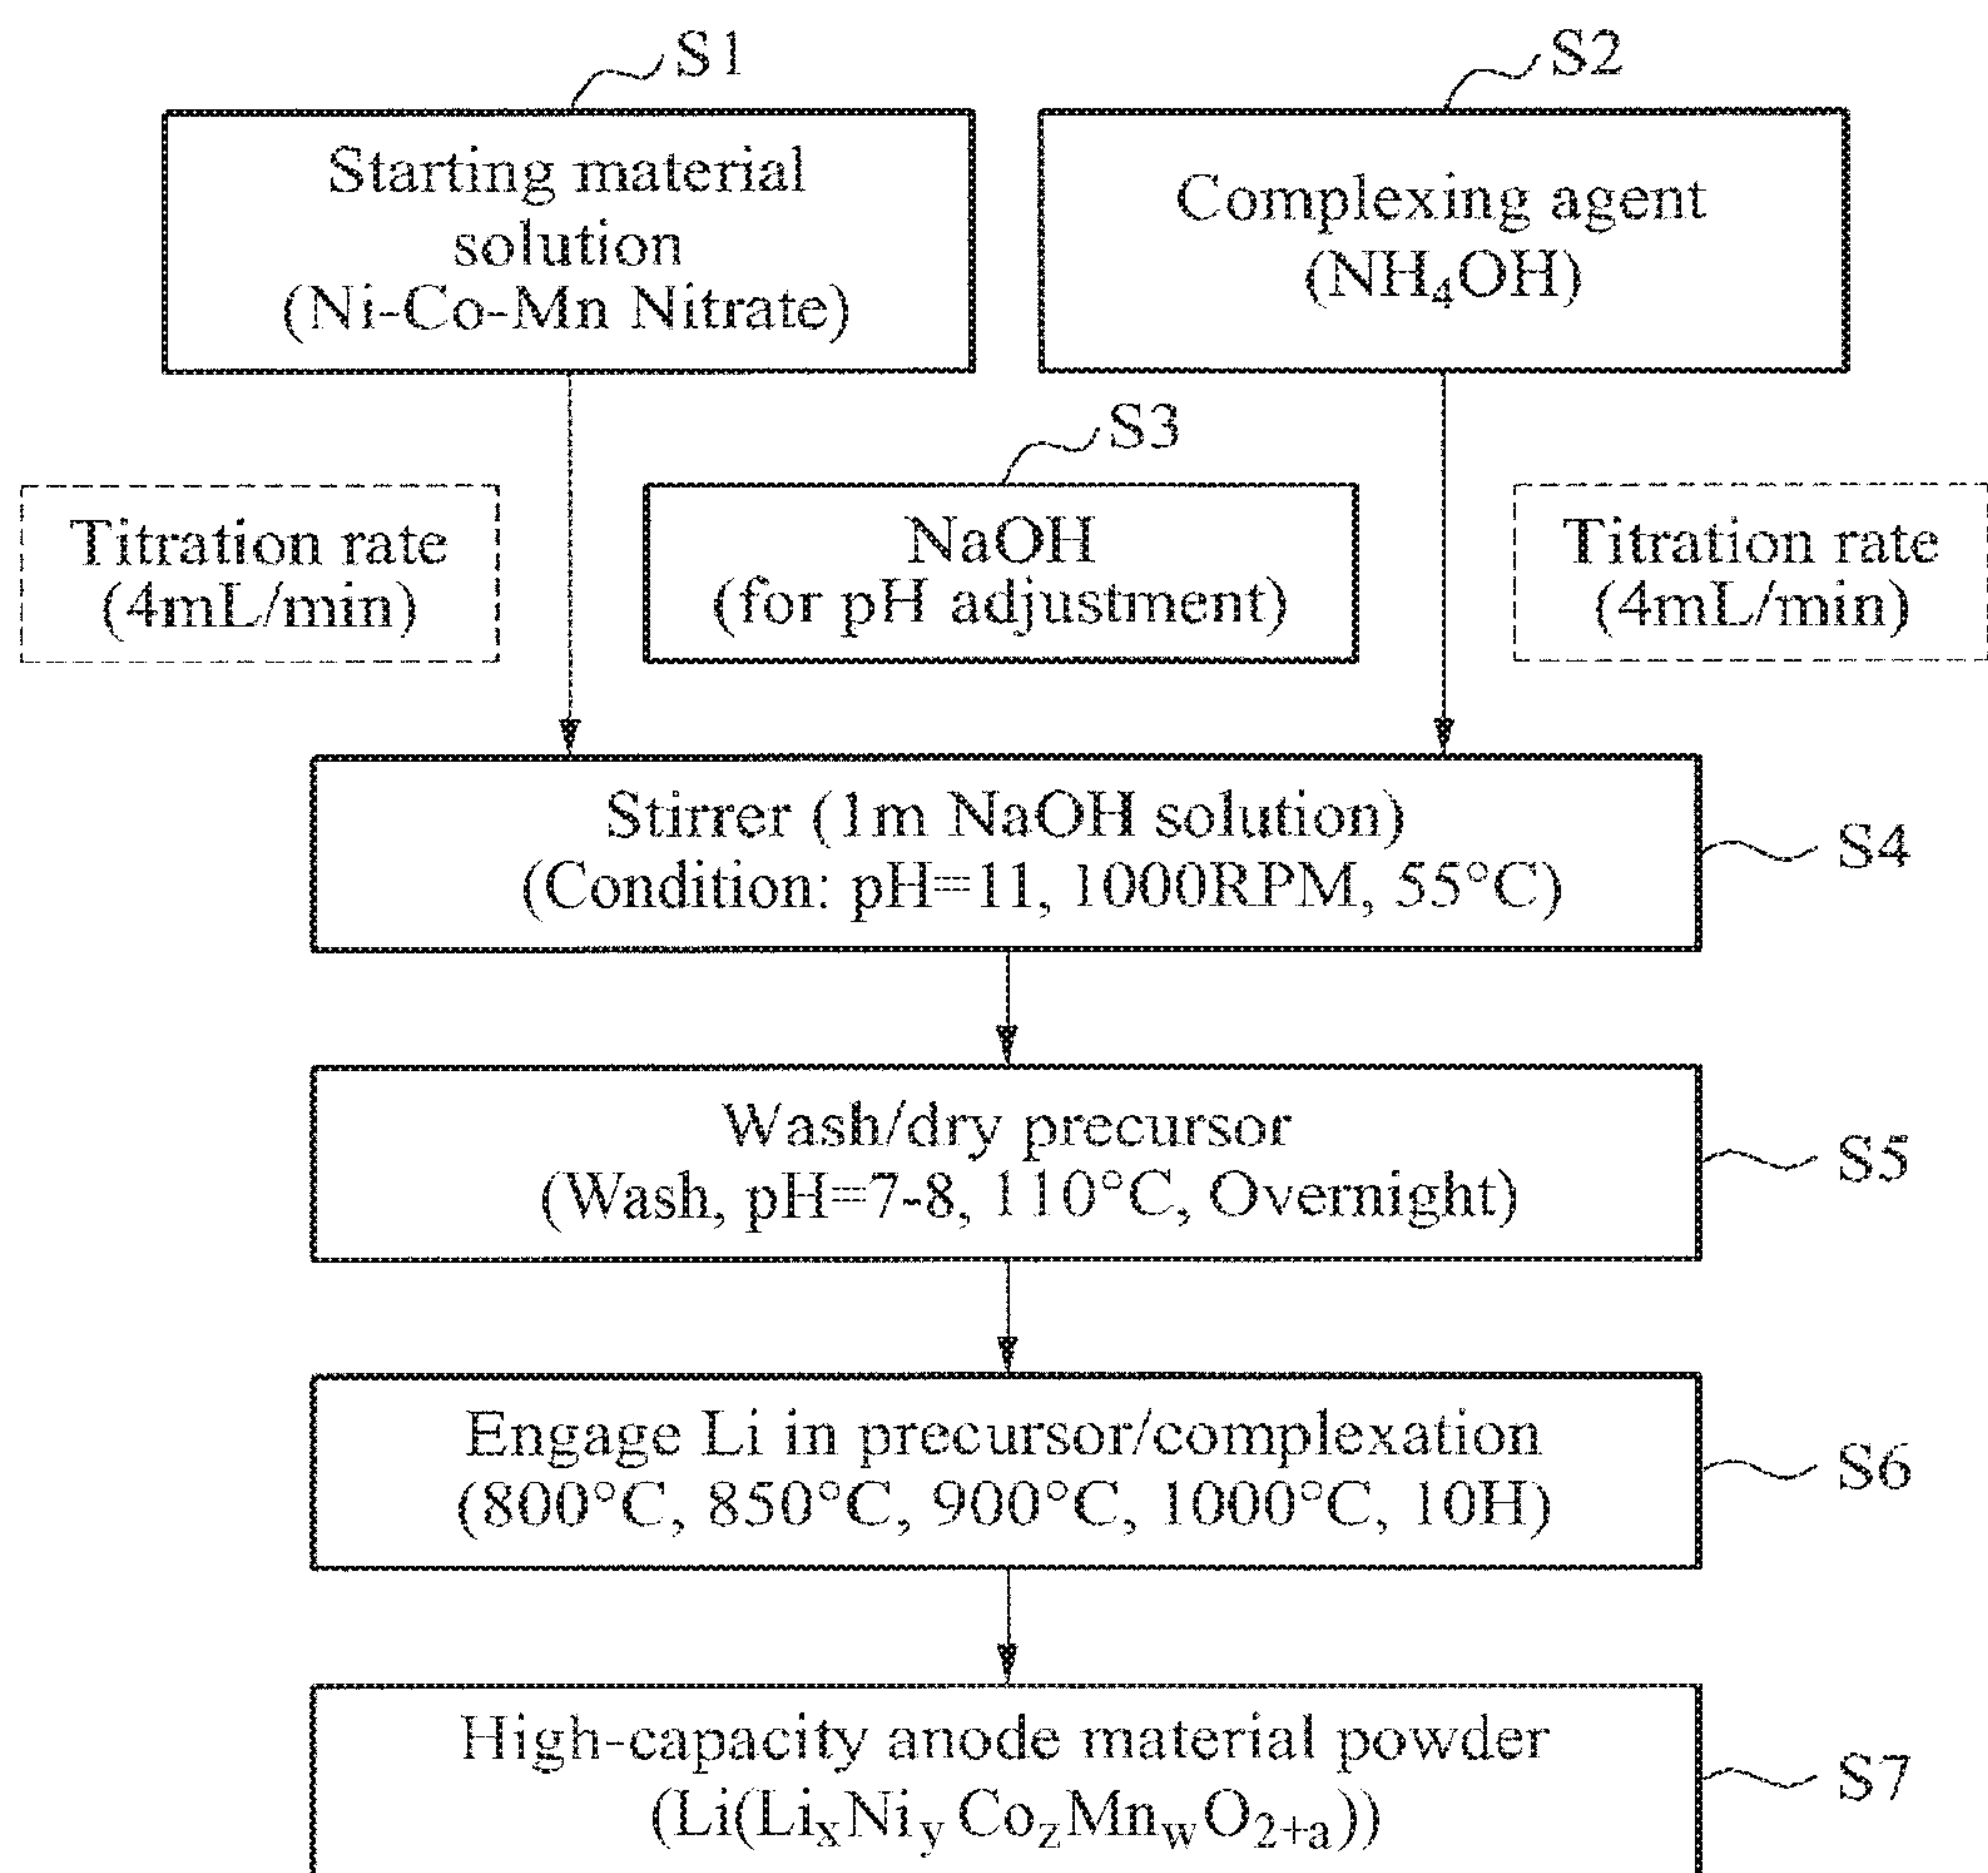 S1
Starting material
solution
(Ni-Co-Mn Nitrate)
S2
Complexing agent
(NH₄OH)
S3
Titration rate
(4mL/min)
NaOH
(for pH adjustment)
Titration rate
(4mL/min)
Stirrer (1m NaOH solution)
(Condition: pH=11, 1000RPM, 55°C)
S4
Wash/dry precursor
(Wash, pH=7-8, 110°C, Overnight)
S5
Engage Li in precursor/complexation
(800°C, 850°C, 900°C, 1000°C, 10H)
S6
High-capacity anode material powder
(Li(LiₓNiᵧCo_zMn_wO₂₊ₐ))
S7